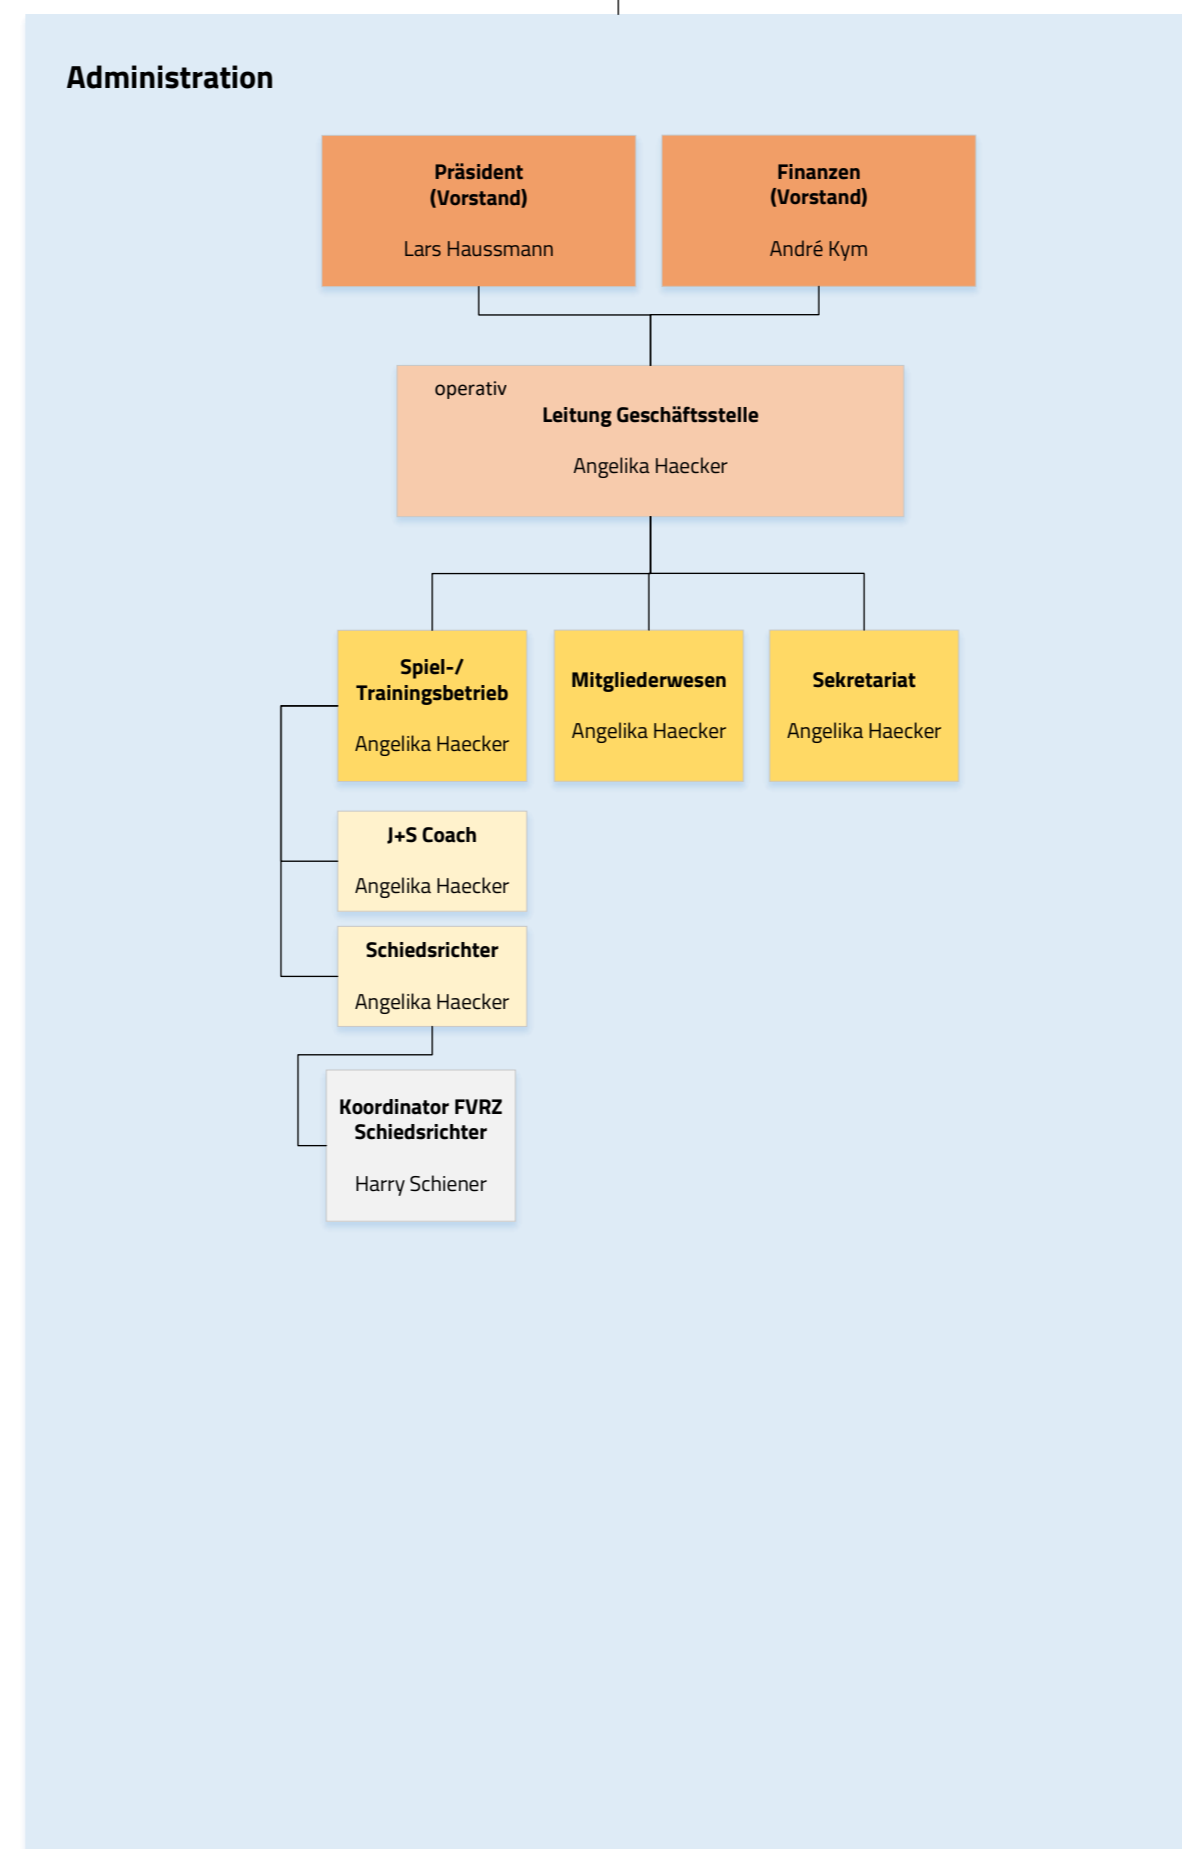 Administration
Präsident
(Vorstand)
Lars Haussmann
Finanzen
(Vorstand)
André Kym
operativ
Leitung Geschäftsstelle
Angelika Haecker
Spiel-/
Trainingsbetrieb
Angelika Haecker
Mitgliederwesen
Angelika Haecker
Sekretariat
Angelika Haecker
J+S Coach
Angelika Haecker
Schiedsrichter
Angelika Haecker
Koordinator FVRZ
Schiedsrichter
Harry Schiener